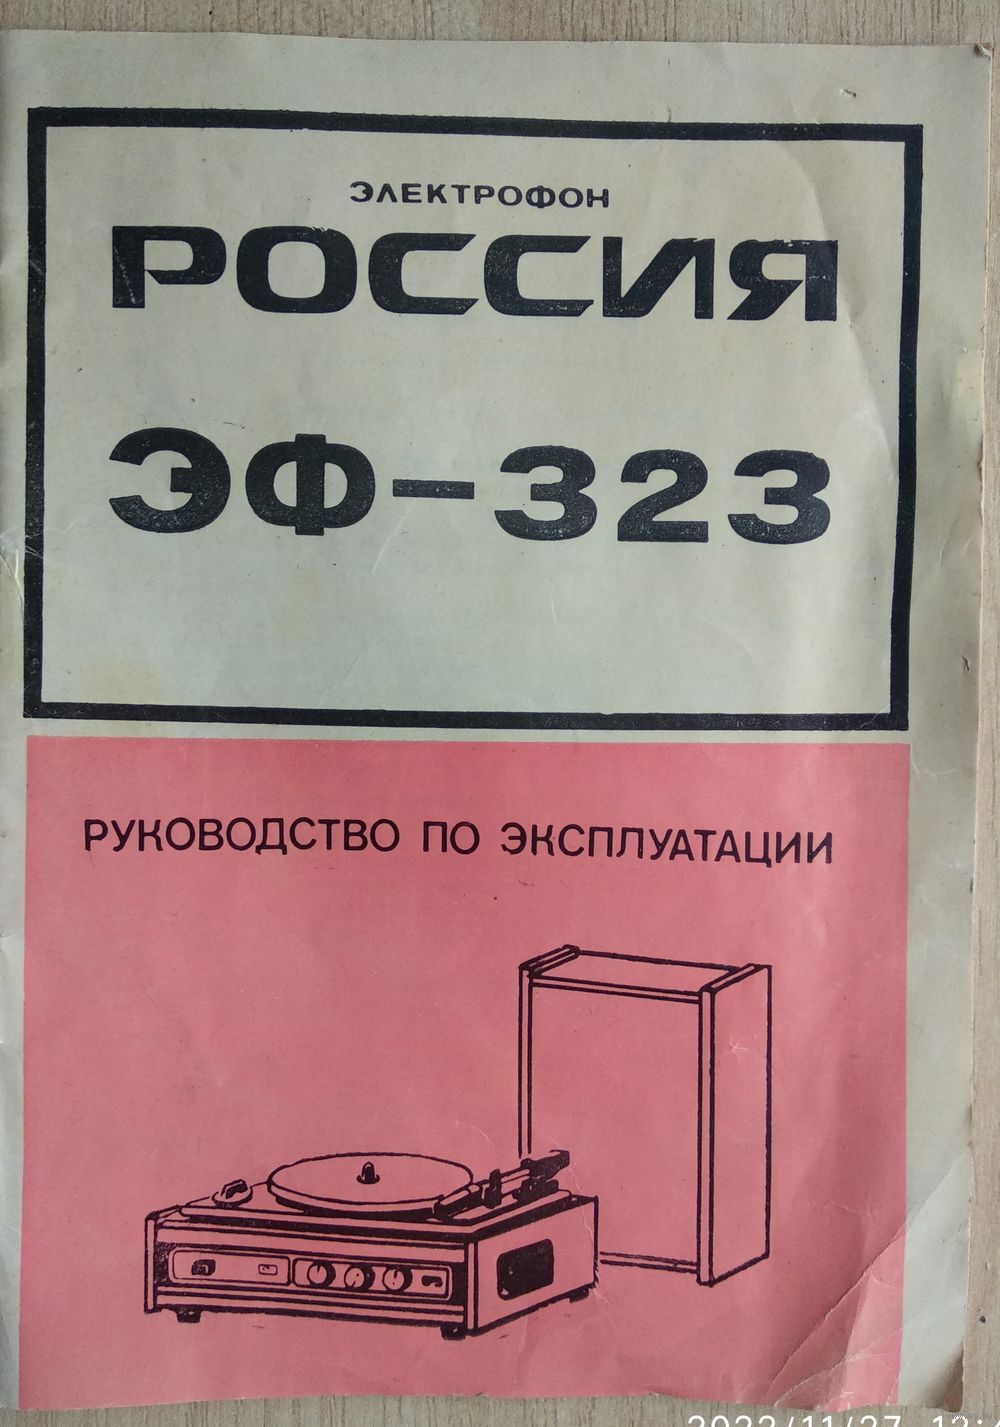 ЭЛЕКТРОФОН
РОССИЯ
ЭФ-323
РУКОВОДСТВО ПО ЭКСПЛУАТАЦИИ